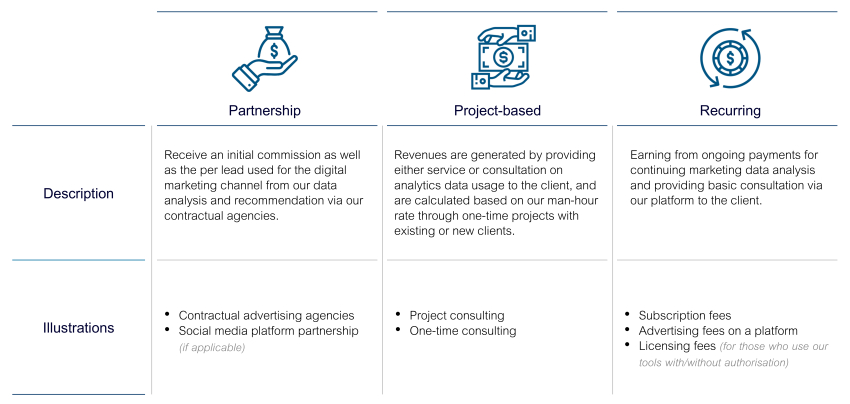 Partnership
Project-based
Recurring
Description
Receive an initial commission as well
as the per lead used for the digital
marketing channel from our data
analysis and recommendation via our
contractual agencies.
Revenues are generated by providing
either service or consultation on
analytics data usage to the client, and
are calculated based on our man-hour
rate through one-time projects with
existing or new clients.
Earning from ongoing payments for
continuing marketing data analysis
and providing basic consultation via
our platform to the client.
Illustrations
• Contractual advertising agencies
• Social media platform partnership
(if applicable)
• Project consulting
• One-time consulting
• Subscription fees
• Advertising fees on a platform
• Licensing fees (for those who use our
tools with/without authorisation)